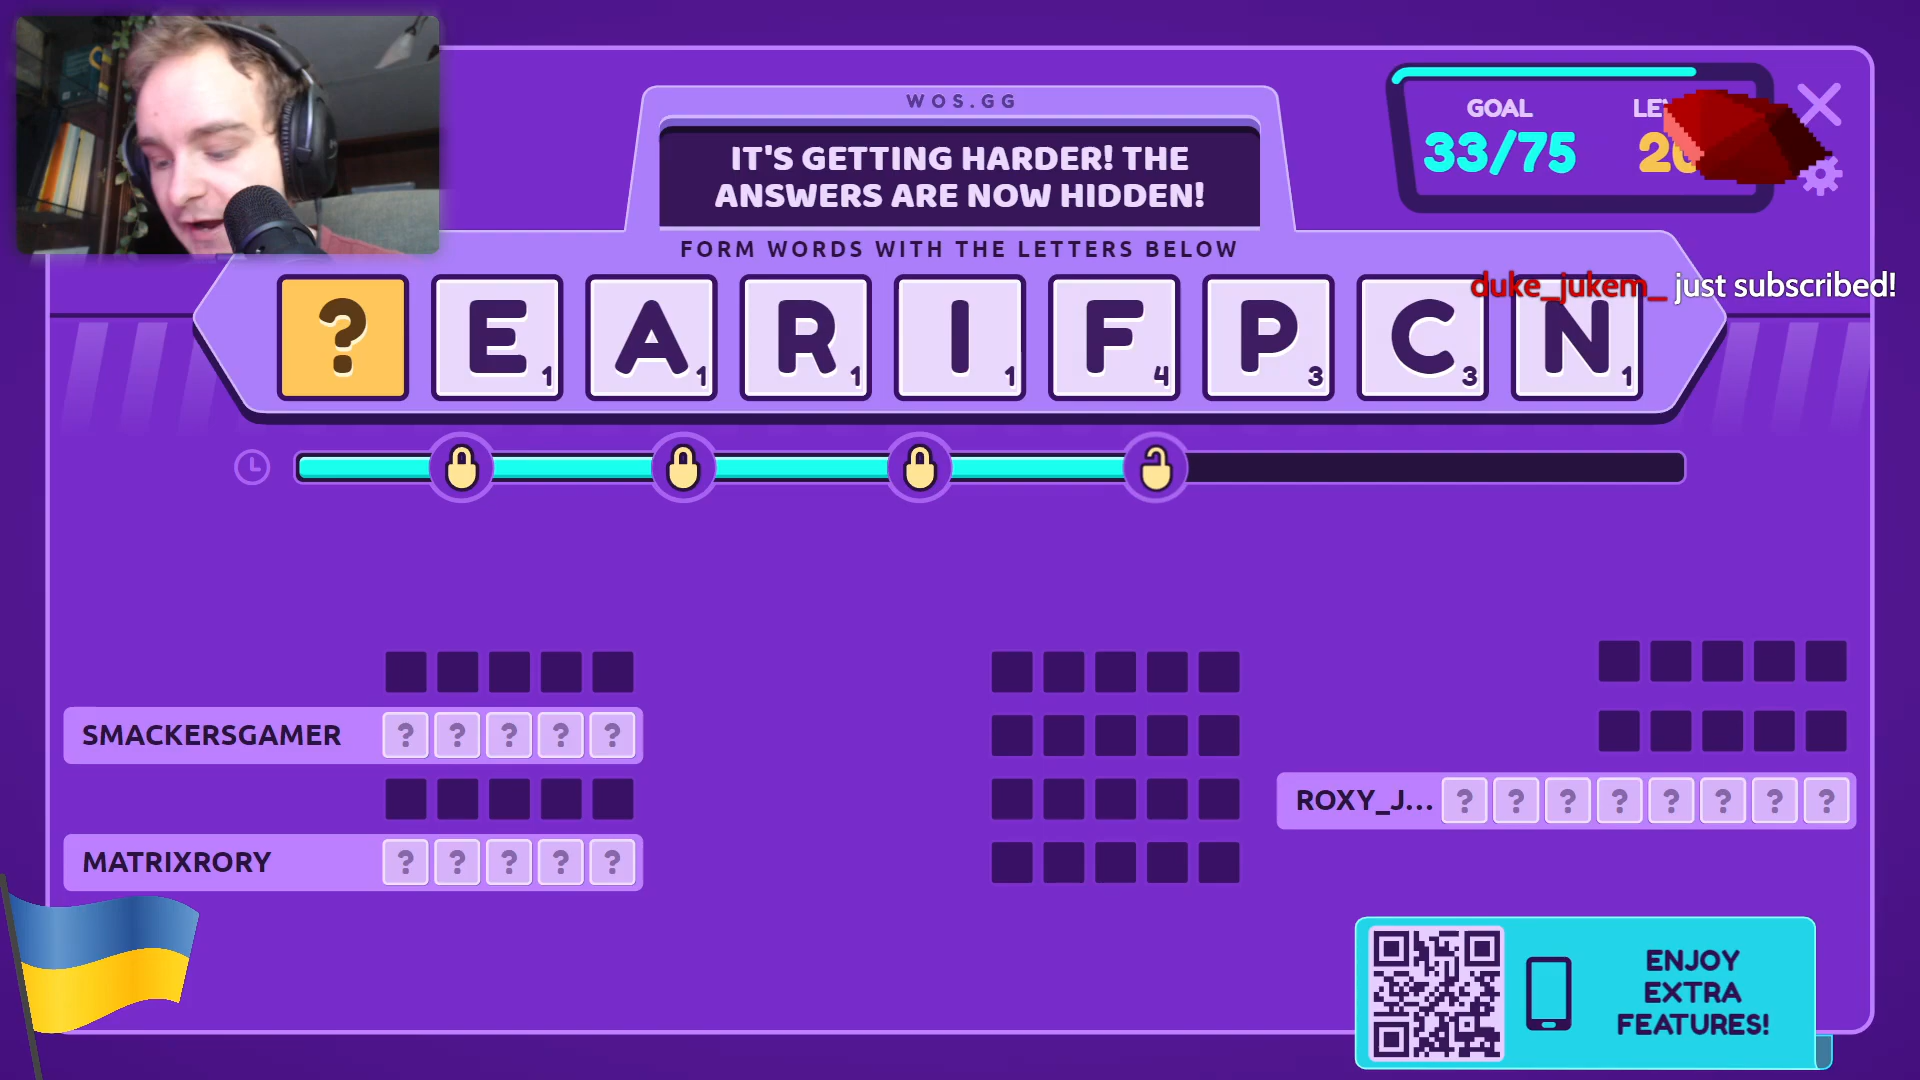 WOS.GG
IT'S GETTING HARDER! THE
ANSWERS ARE NOW HIDDEN!
GOAL
33/75
FORM WORDS WITH THE LETTERS BELOW
duke_jukem_ just subscribed!
? E 1 A 1 R 1 I 1 F 4 P 3 C 3 N 1
SMACKERSGAMER ? ? ? ? ?
ROXY_J... ? ? ? ? ? ? ? ?
MATRIXRORY ? ? ? ? ?
ENJOY
EXTRA
FEATURES!